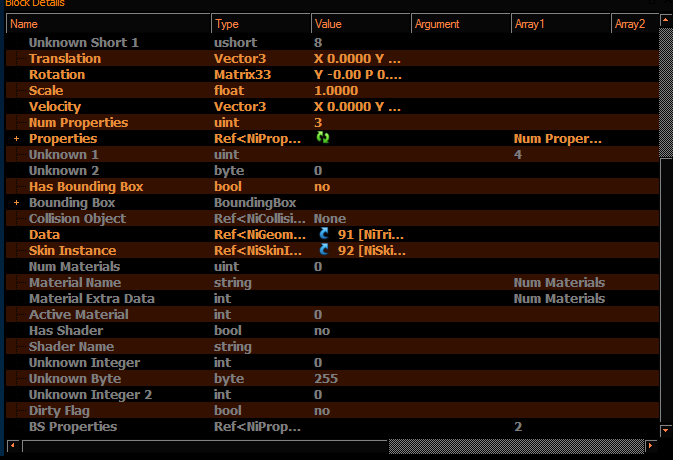 Block Details
Name Type Value Argument Array1 Array2
Unknown Short 1 ushort 8
Translation Vector3 X 0.0000 Y ...
Rotation Matrix33 Y -0.00 P 0....
Scale float 1.0000
Velocity Vector3 X 0.0000 Y ...
Num Properties uint 3
+ Properties Ref<NiProp... Num Proper...
Unknown 1 uint 4
Unknown 2 byte 0
Has Bounding Box bool no
+ Bounding Box BoundingBox
Collision Object Ref<NiCollisi... None
Data Ref<NiGeom... 91 [NiTri...
Skin Instance Ref<NiSkinI... 92 [NiSki...
Num Materials uint 0
Material Name string Num Materials
Material Extra Data int Num Materials
Active Material int 0
Has Shader bool no
Shader Name string
Unknown Integer int 0
Unknown Byte byte 255
Unknown Integer 2 int 0
Dirty Flag bool no
BS Properties Ref<NiProp... 2